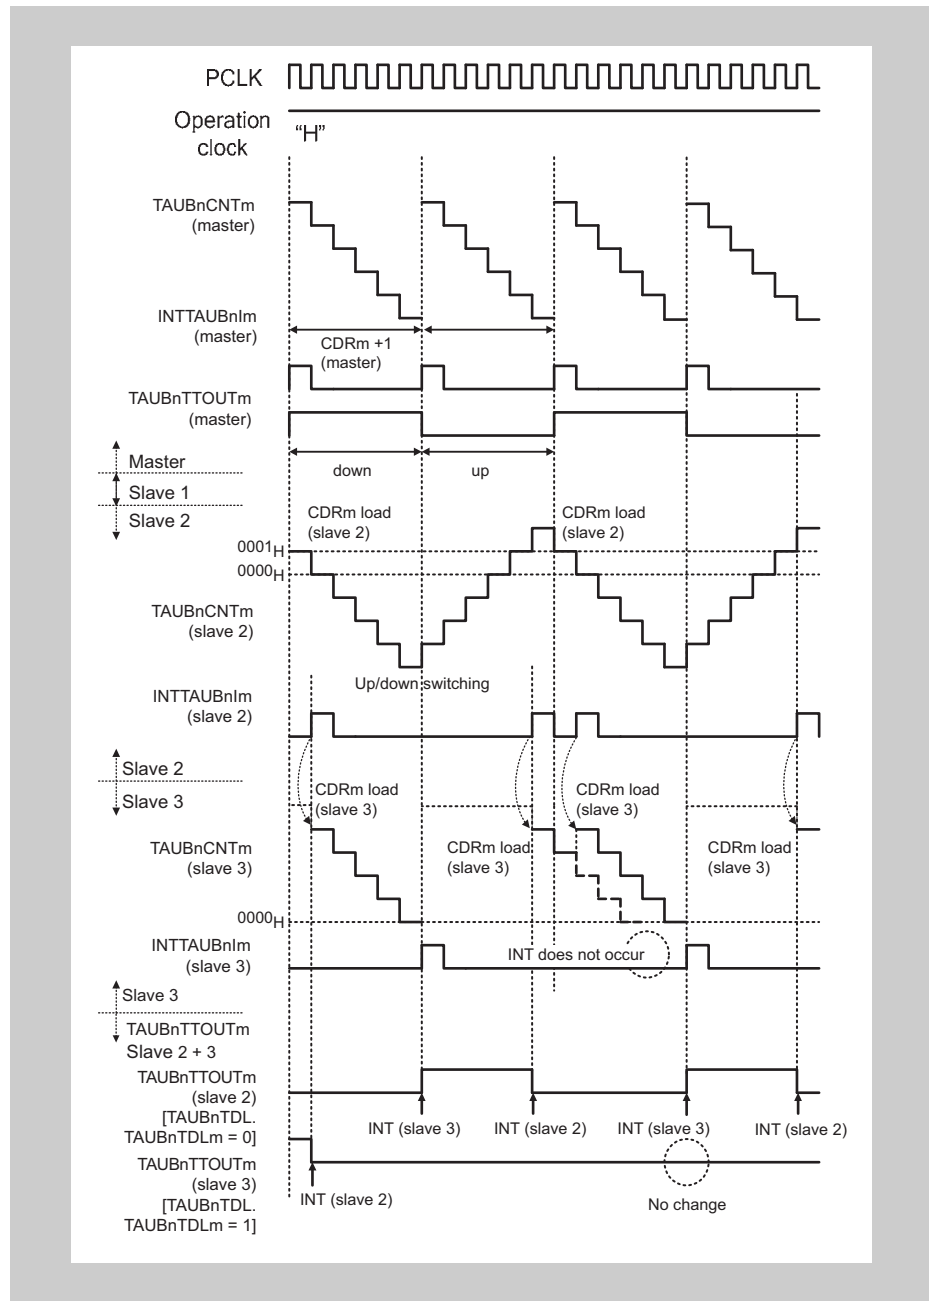 PCLK
Operation
clock
“H”
TAUBnCNTm
(master)
INTTAUBnIm
(master)
CDRm +1
(master)
TAUBnTTOUTm
(master)
Master
down
up
Slave 1
Slave 2
CDRm load
(slave 2)
CDRm load
(slave 2)
0001H
0000H
TAUBnCNTm
(slave 2)
Up/down switching
INTTAUBnIm
(slave 2)
Slave 2
Slave 3
CDRm load
(slave 3)
CDRm load
(slave 3)
TAUBnCNTm
(slave 3)
CDRm load
(slave 3)
CDRm load
(slave 3)
0000H
INTTAUBnIm
(slave 3)
INT does not occur
Slave 3
TAUBnTTOUTm
Slave 2 + 3
TAUBnTTOUTm
(slave 2)
[TAUBnTDL.
TAUBnTDLm = 0]
INT (slave 3)
INT (slave 2)
INT (slave 3)
INT (slave 2)
TAUBnTTOUTm
(slave 3)
[TAUBnTDL.
TAUBnTDLm = 1]
INT (slave 2)
No change